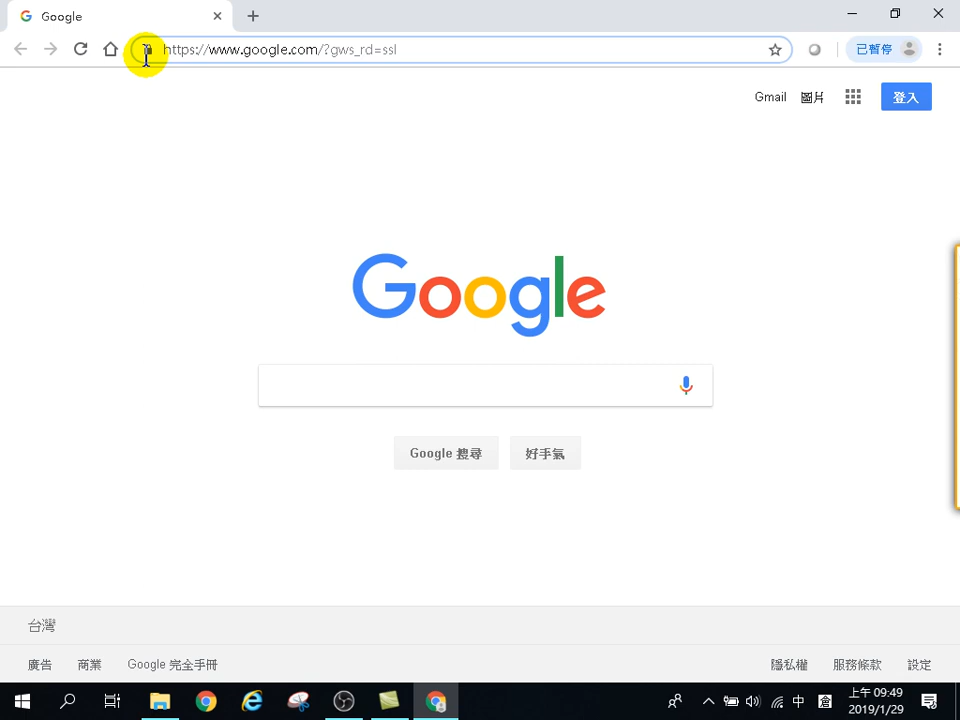 Google
https://www.google.com/?gws_rd=ssl
已暫停
Gmail 圖片
登入
Google
Google 搜尋 好手氣
台灣
廣告 商業 Google 完全手冊 隱私權 服務條款 設定
中 倉 上午 09:49
2019/1/29